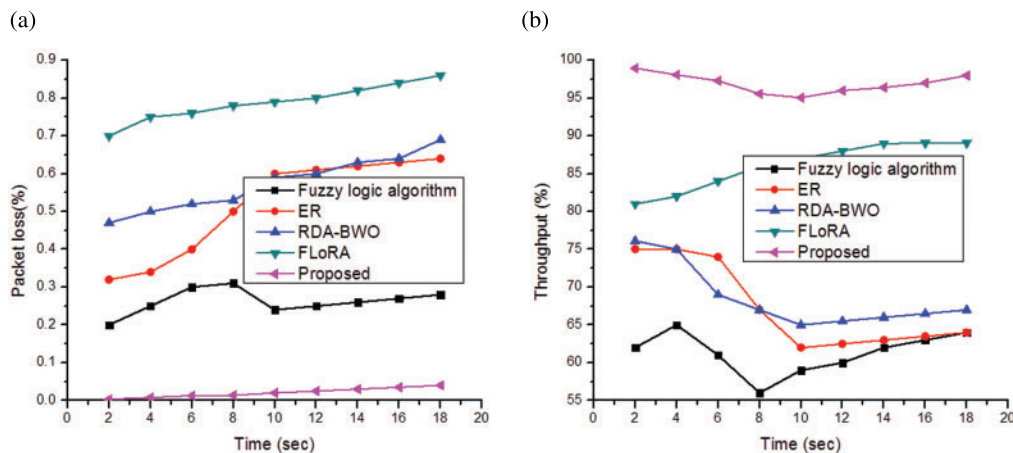 (a)
(b)
0.9
0.8
0.7
0.6
0.5
0.4
0.3
0.2
0.1
0.0
Packet loss(%)
Fuzzy logic algorithm
ER
RDA-BWO
FLoRA
Proposed
0 2 4 6 8 10 12 14 16 18 20
Time (sec)
100
95
90
85
80
75
70
65
60
55
Throughput (%)
Fuzzy logic algorithm
ER
RDA-BWO
FLoRA
Proposed
0 2 4 6 8 10 12 14 16 18 20
Time (sec)